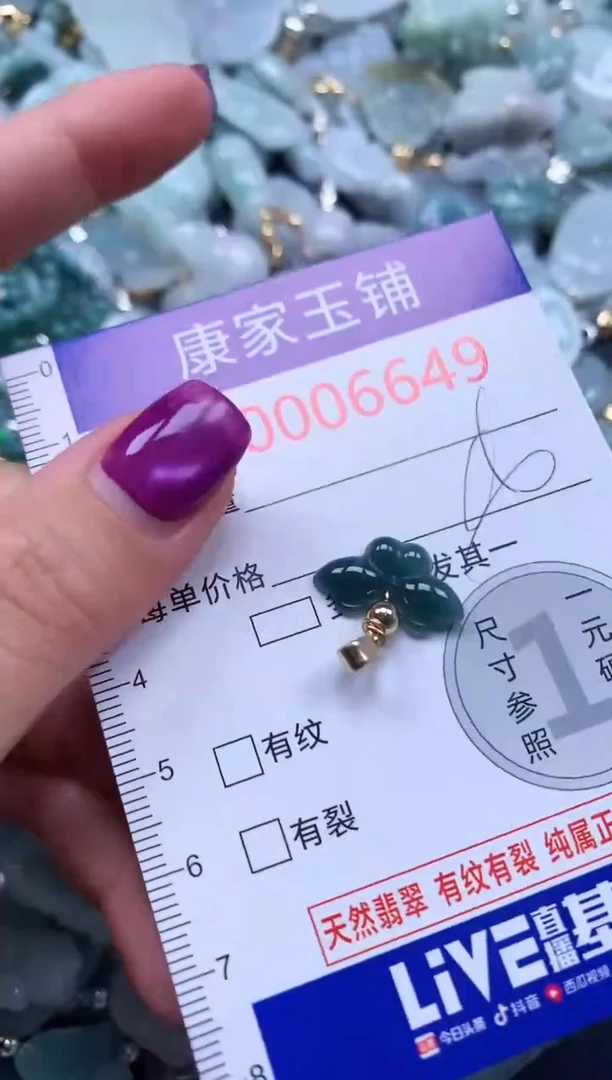 康家玉铺
0006649
0
1
每单价格
发其一
4
尺寸参照
1
一元硬
5
有纹
6
有裂
天然翡翠 有纹有裂 纯属正
7
LiVE直播基
今日头条 抖音 西瓜视频
8